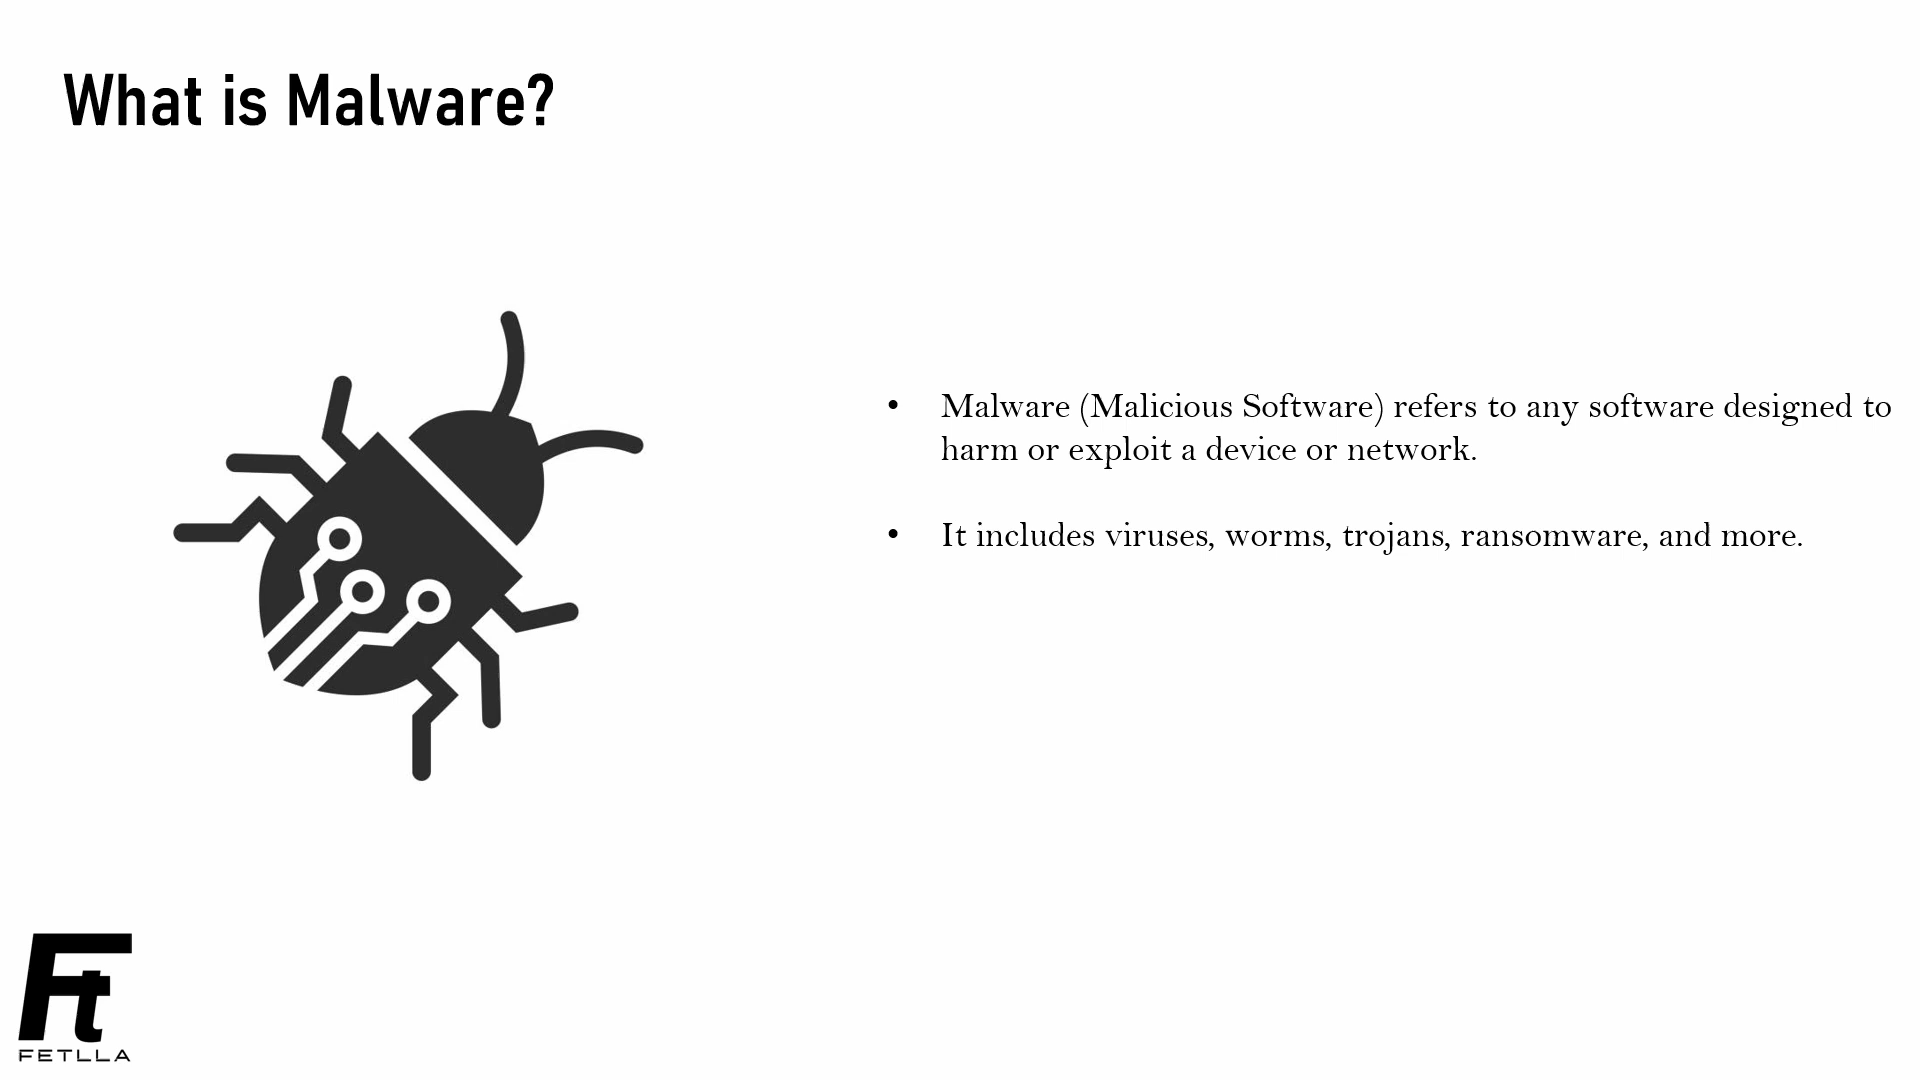 What is Malware?
• Malware (Malicious Software) refers to any software designed to
harm or exploit a device or network.
• It includes viruses, worms, trojans, ransomware, and more.
Ft
FETLLA